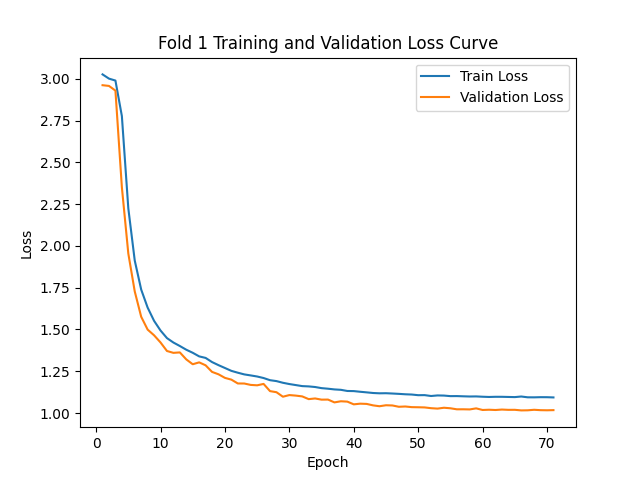 Fold 1 Training and Validation Loss Curve
Train Loss
Validation Loss
Loss
3.00
2.75
2.50
2.25
2.00
1.75
1.50
1.25
1.00
0 10 20 30 40 50 60 70
Epoch